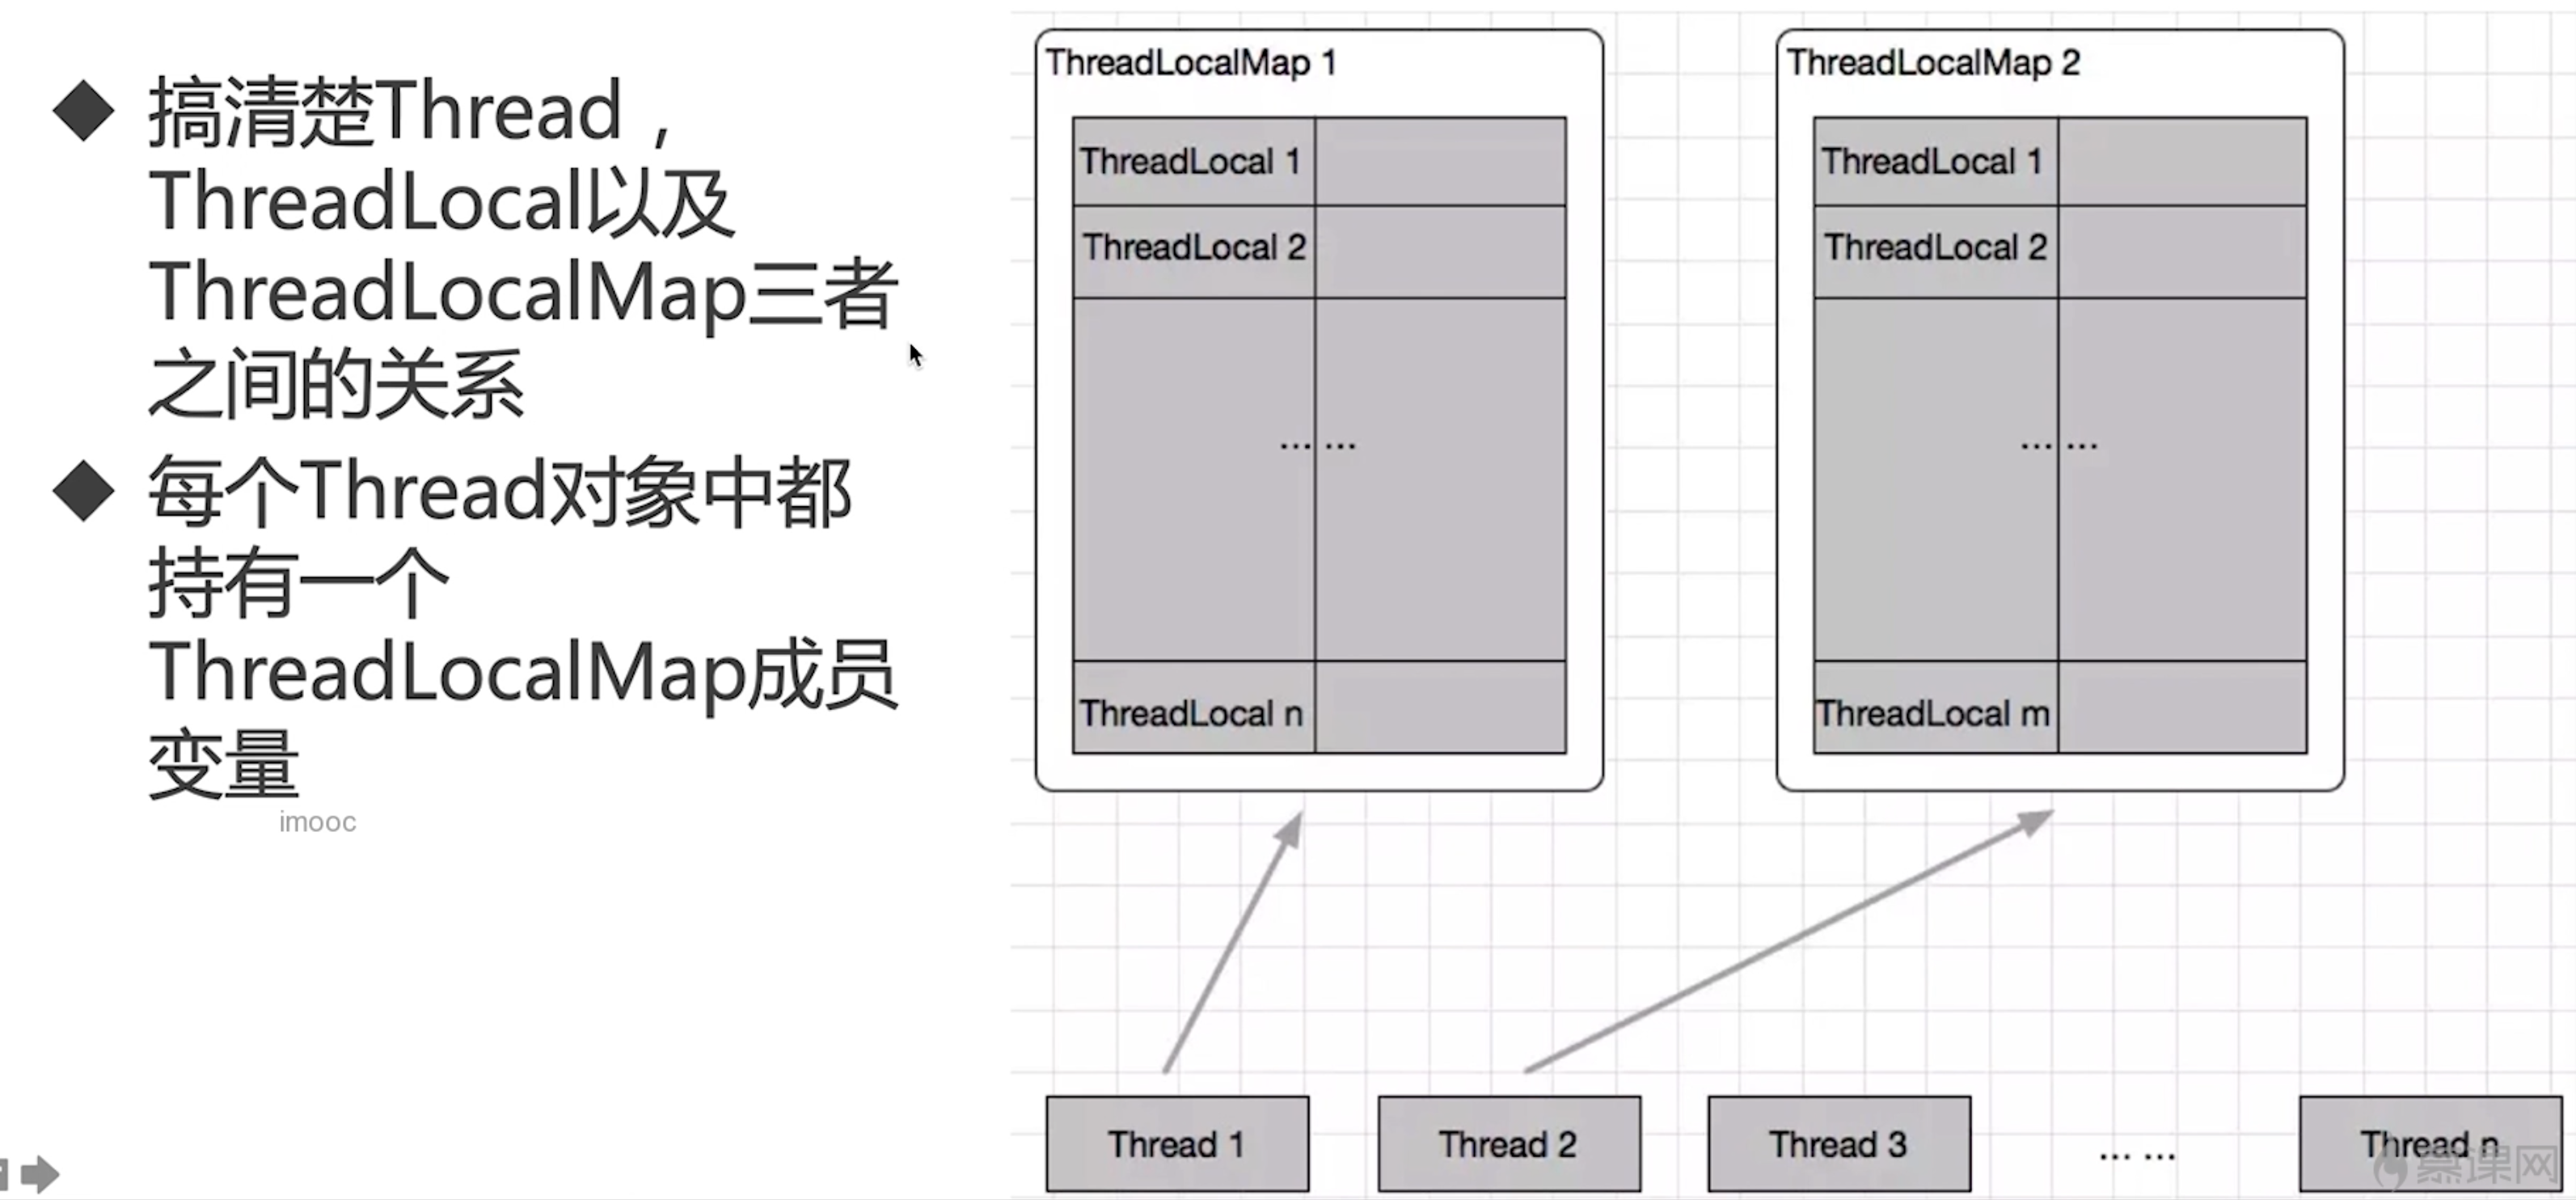 搞清楚Thread，
ThreadLocal以及
ThreadLocalMap三者
之间的关系
每个Thread对象中都
持有一个
ThreadLocalMap成员
变量
imooc
ThreadLocalMap 1
ThreadLocal 1
ThreadLocal 2
... ...
ThreadLocal n
ThreadLocalMap 2
ThreadLocal 1
ThreadLocal 2
... ...
ThreadLocal m
Thread 1
Thread 2
Thread 3
... ...
Thread n
慕课网